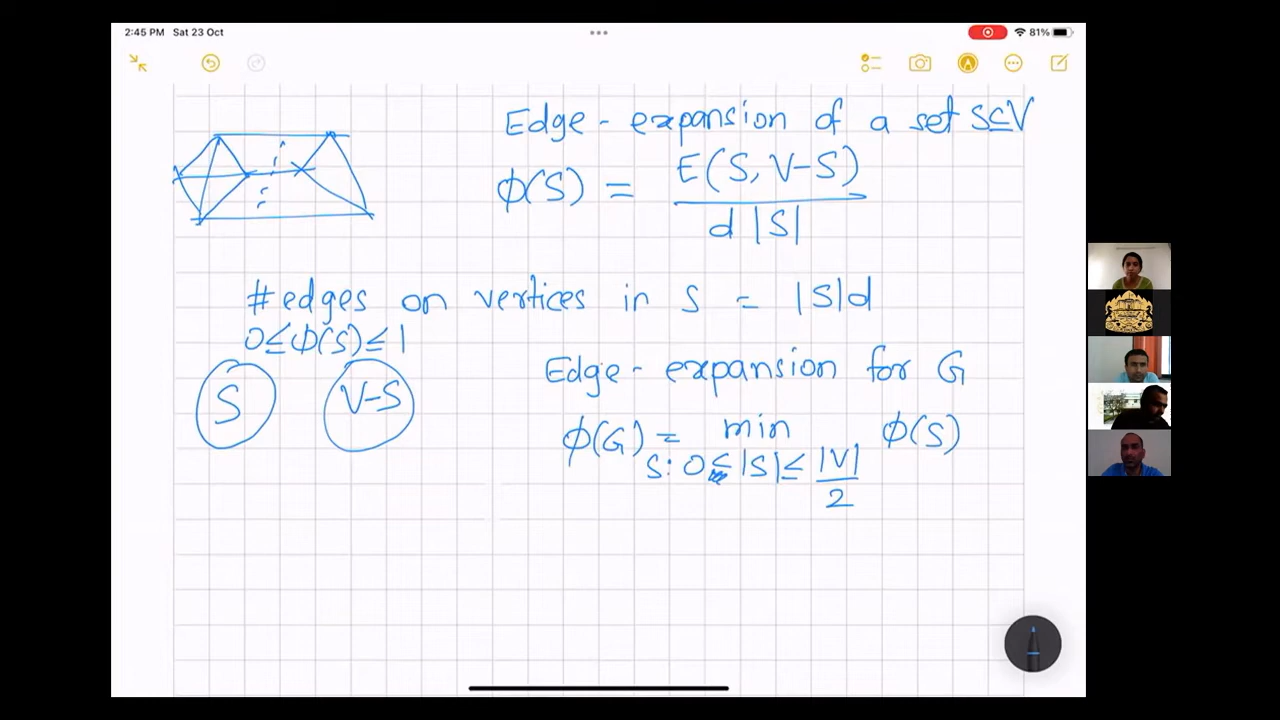 2:45 PM Sat 23 Oct
81%
Edge-expansion of a set S⊆V
ϕ(S) = E(S, V-S) / d |S|
#edges on vertices in S = |S|d
0≤ϕ(S)≤1
S V-S
Edge-expansion for G
ϕ(G) = min ϕ(S)
S: 0≤|S|≤ |V|/2